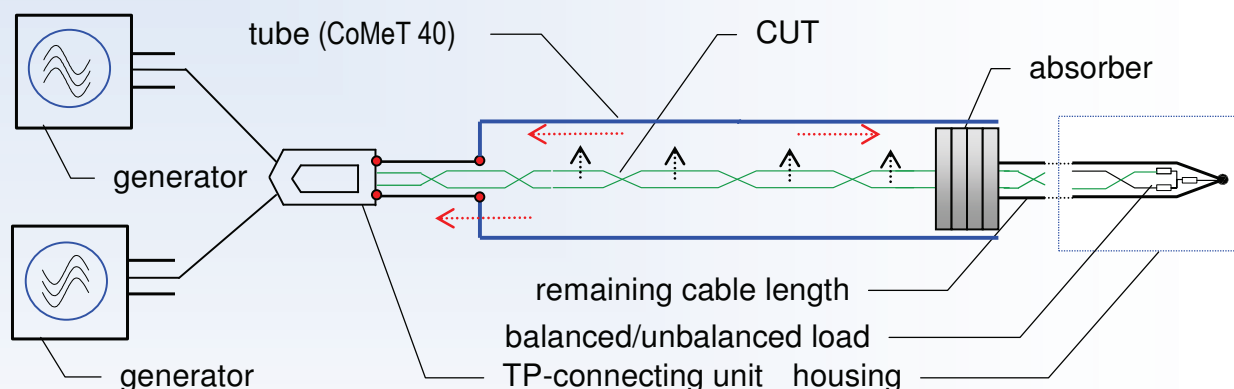 tube (CoMeT 40)
CUT
absorber
generator
remaining cable length
balanced/unbalanced load
generator
TP-connecting unit
housing